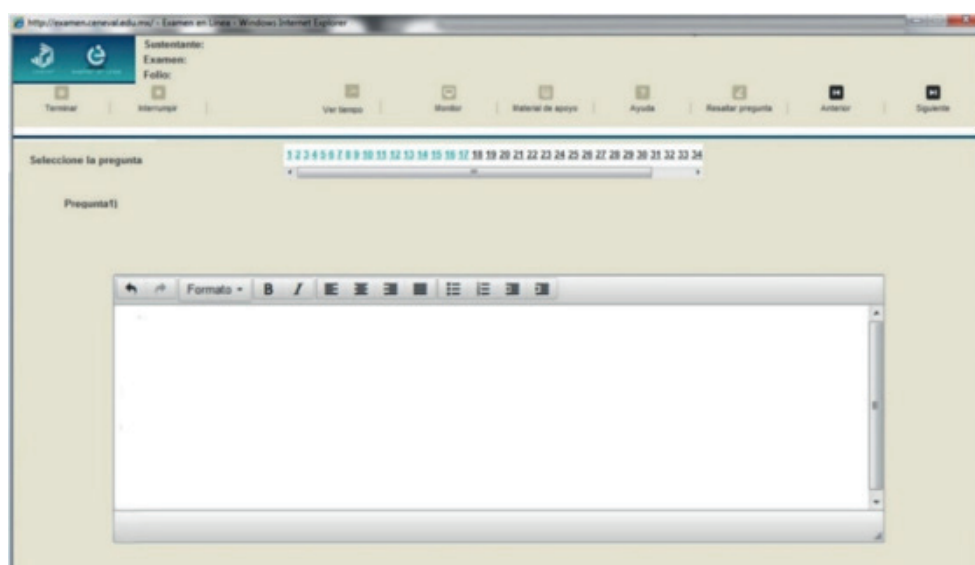 http://examen.ceneval.edu.mx/ - Examen en Línea - Windows Internet Explorer
Sustentante:
Examen:
Folio:
Terminar Interrumpir Ver tiempo Monitor Material de apoyo Ayuda Resaltar pregunta Anterior Siguiente
Seleccione la pregunta 1 2 3 4 5 6 7 8 9 10 11 12 13 14 15 16 17 18 19 20 21 22 23 24 25 26 27 28 29 30 31 32 33 34
Pregunta1)
Formato B I